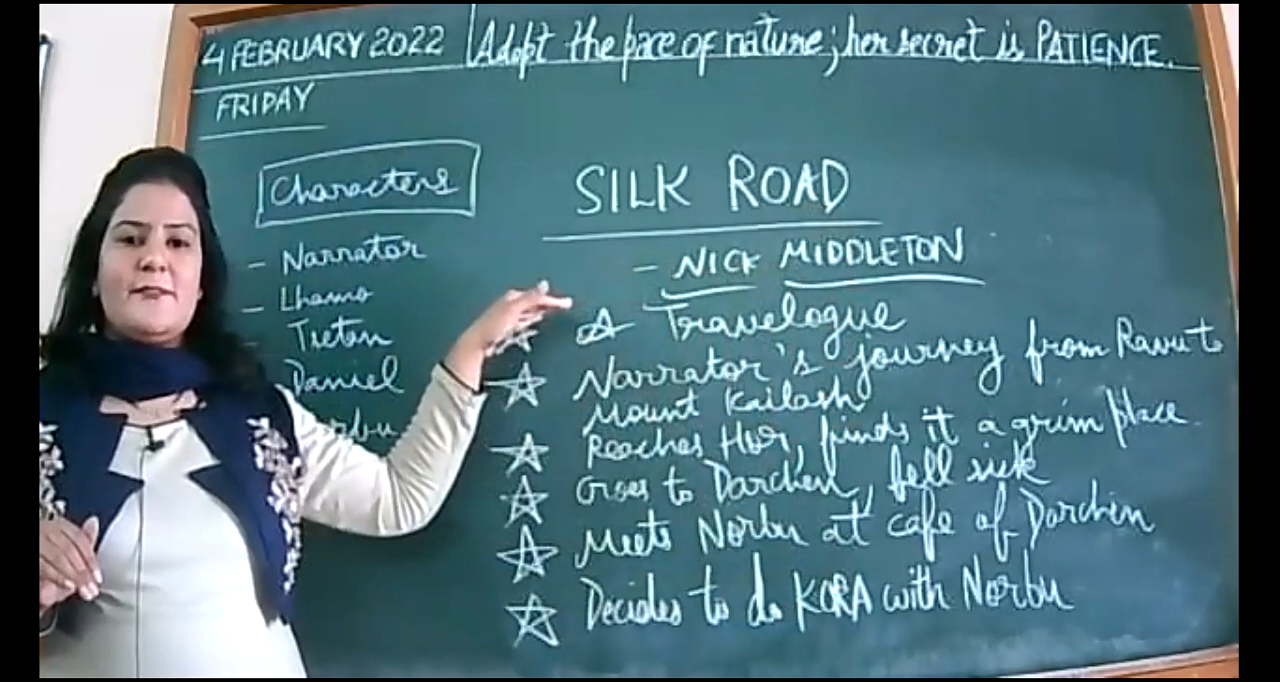 4 FEBRUARY 2022 Adopt the pace of nature; her secret is PATIENCE.
FRIDAY
Characters
- Narrator
- Lhamo
- Tsetan
- Daniel
SILK ROAD
- NICK MIDDLETON
A Travelogue
Narrator's journey from Ravu to
Mount Kailash
Reaches Hor, finds it a grim place
Goes to Darchen, fell sick
Meets Norbu at cafe of Darchen
Decides to do KORA with Norbu